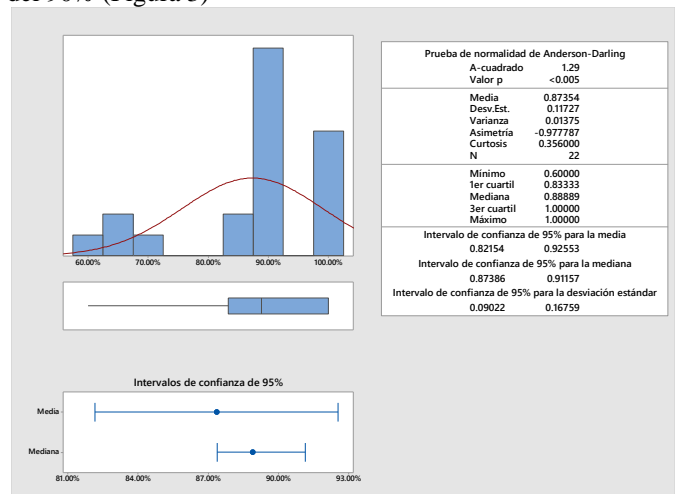 del 90% (Figura 3)
60.00% 70.00% 80.00% 90.00% 100.00%
Prueba de normalidad de Anderson-Darling
A-cuadrado 1.29
Valor p <0.005
Media 0.87354
Desv.Est. 0.11727
Varianza 0.01375
Asimetría -0.977787
Curtosis 0.356000
N 22
Mínimo 0.60000
1er cuartil 0.83333
Mediana 0.88889
3er cuartil 1.00000
Máximo 1.00000
Intervalo de confianza de 95% para la media
0.82154 0.92553
Intervalo de confianza de 95% para la mediana
0.87386 0.91157
Intervalo de confianza de 95% para la desviación estándar
0.09022 0.16759
Intervalos de confianza de 95%
Media
Mediana
81.00% 84.00% 87.00% 90.00% 93.00%